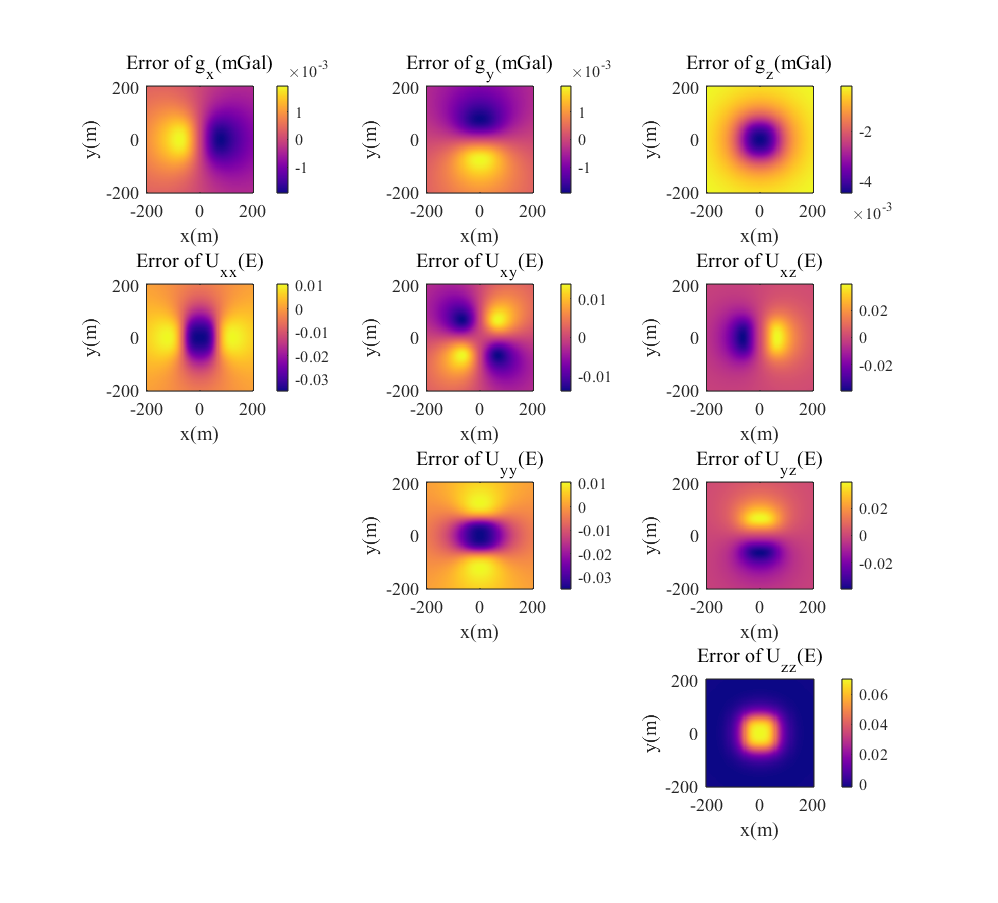 Error of g_x(mGal)
×10^-3
200
0
-200
y(m)
-200 0 200
x(m)
1
0
-1
Error of g_y(mGal)
×10^-3
200
0
-200
y(m)
-200 0 200
x(m)
1
0
-1
Error of g_z(mGal)
200
0
-200
y(m)
-200 0 200
x(m)
-2
-4
×10^-3
Error of U_xx(E)
200
0
-200
y(m)
-200 0 200
x(m)
0.01
0
-0.01
-0.02
-0.03
Error of U_xy(E)
200
0
-200
y(m)
-200 0 200
x(m)
0.01
0
-0.01
Error of U_xz(E)
200
0
-200
y(m)
-200 0 200
x(m)
0.02
0
-0.02
Error of U_yy(E)
200
0
-200
y(m)
-200 0 200
x(m)
0.01
0
-0.01
-0.02
-0.03
Error of U_yz(E)
200
0
-200
y(m)
-200 0 200
x(m)
0.02
0
-0.02
Error of U_zz(E)
200
0
-200
y(m)
-200 0 200
x(m)
0.06
0.04
0.02
0